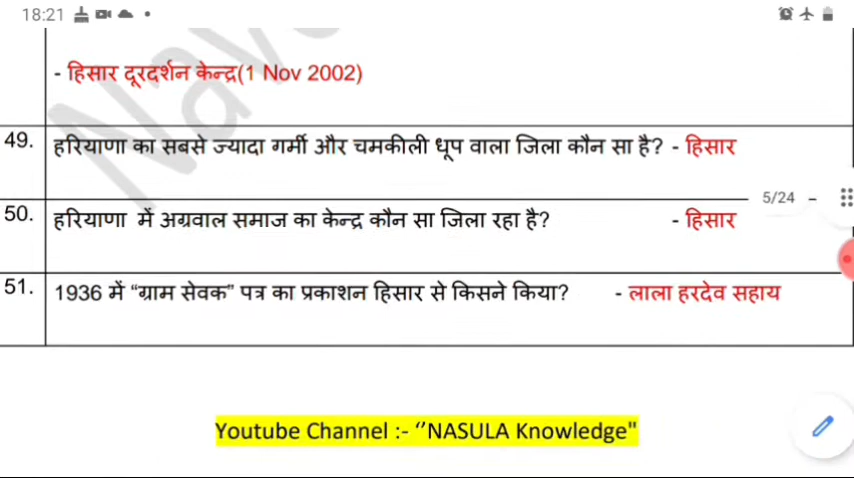 18:21
Nav
- हिसार दूरदर्शन केन्द्र(1 Nov 2002)
49. हरियाणा का सबसे ज्यादा गर्मी और चमकीली धूप वाला जिला कौन सा है? - हिसार
5/24
50. हरियाणा में अग्रवाल समाज का केन्द्र कौन सा जिला रहा है? - हिसार
51. 1936 में “ग्राम सेवक” पत्र का प्रकाशन हिसार से किसने किया? - लाला हरदेव सहाय
Youtube Channel :- ‘’NASULA Knowledge"